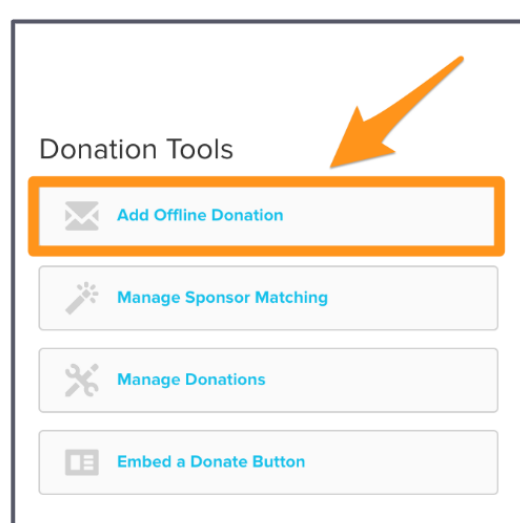 Donation Tools
Add Offline Donation
Manage Sponsor Matching
Manage Donations
Embed a Donate Button